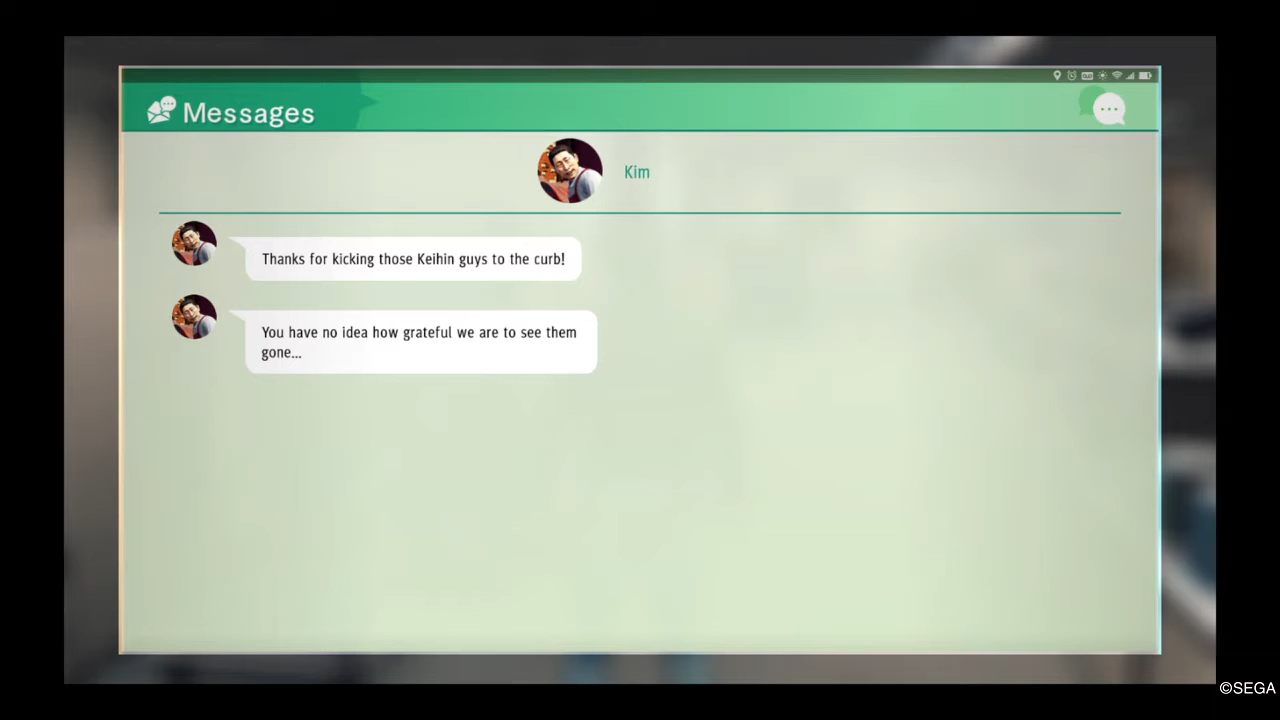 Messages
Kim
Thanks for kicking those Keihin guys to the curb!
You have no idea how grateful we are to see them
gone...
©SEGA